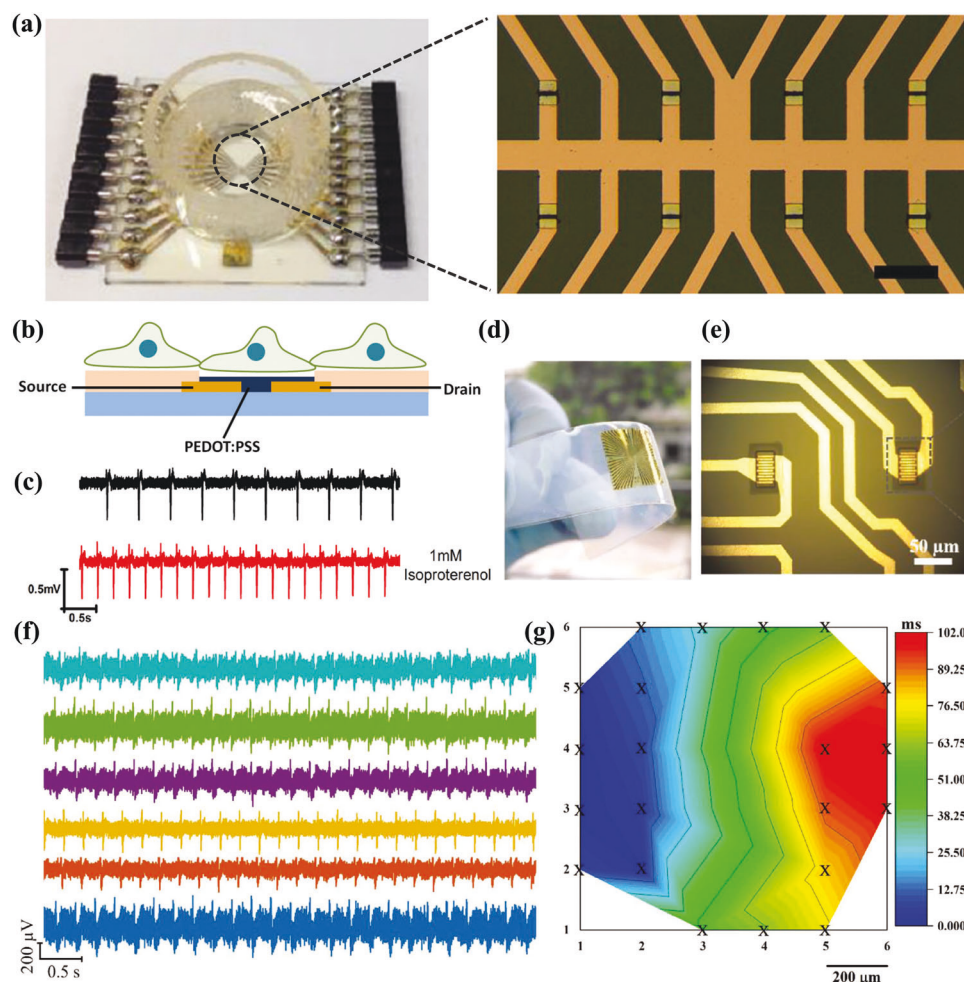 (a)
(b)
Source
Drain
PEDOT:PSS
(c)
1mM
Isoproterenol
0.5mV
0.5s
(d)
(e)
50 µm
(f)
200 µV
0.5 s
(g)
ms
102.0
89.25
76.50
63.75
51.00
38.25
25.50
12.75
0.000
6
5
4
3
2
1
X X X X
X X X
X X X X
X X X X
X X X
X X X
1 2 3 4 5 6
200 µm